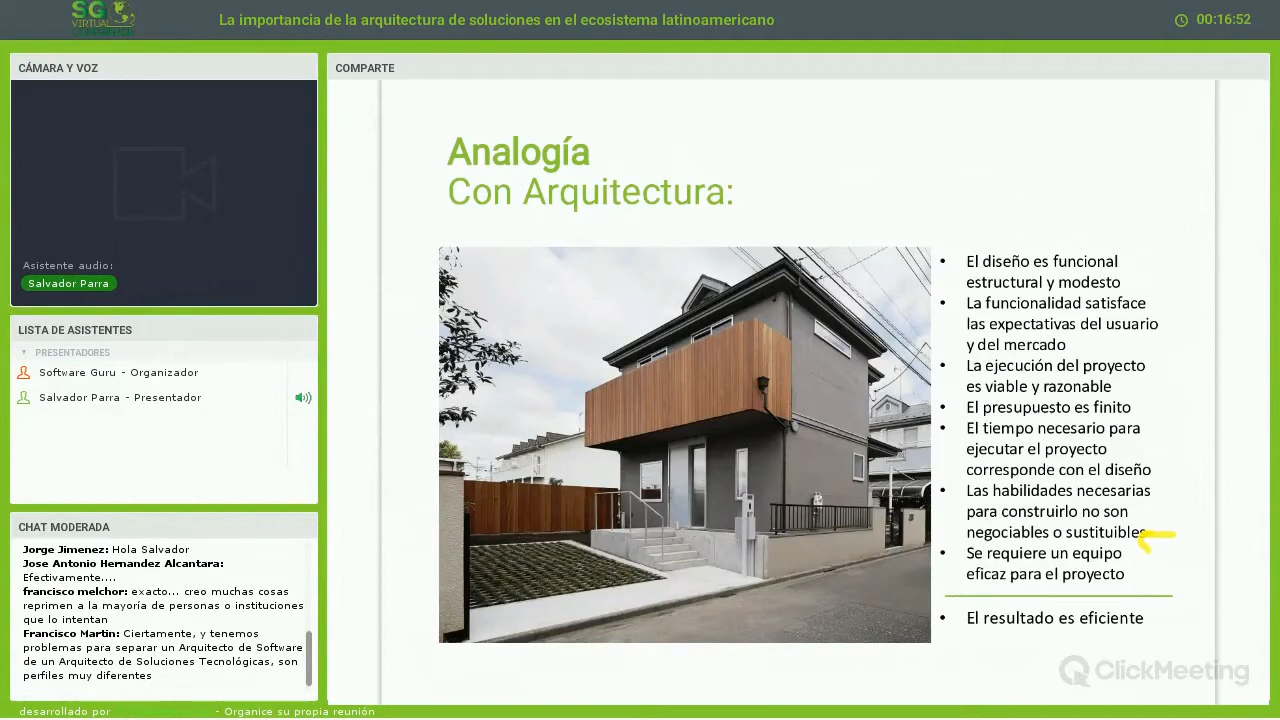 SG
VIRTUAL
La importancia de la arquitectura de soluciones en el ecosistema latinoamericano
00:16:52
CÁMARA Y VOZ
Asistente audio:
Salvador Parra
LISTA DE ASISTENTES
PRESENTADORES
Software Guru - Organizador
Salvador Parra - Presentador
CHAT MODERADA
Jorge Jimenez: Hola Salvador
Jose Antonio Hernandez Alcantara:
Efectivamente....
francisco melchor: exacto... creo muchas cosas
reprimen a la mayoría de personas o instituciones
que lo intentan
Francisco Martin: Ciertamente, y tenemos
problemas para separar un Arquitecto de Software
de un Arquitecto de Soluciones Tecnológicas, son
perfiles muy diferentes
desarrollado por
- Organice su propia reunión
COMPARTE
Analogía
Con Arquitectura:
• El diseño es funcional
estructural y modesto
• La funcionalidad satisface
las expectativas del usuario
y del mercado
• La ejecución del proyecto
es viable y razonable
• El presupuesto es finito
• El tiempo necesario para
ejecutar el proyecto
corresponde con el diseño
• Las habilidades necesarias
para construirlo no son
negociables o sustituibles
• Se requiere un equipo
eficaz para el proyecto
• El resultado es eficiente
ClickMeeting